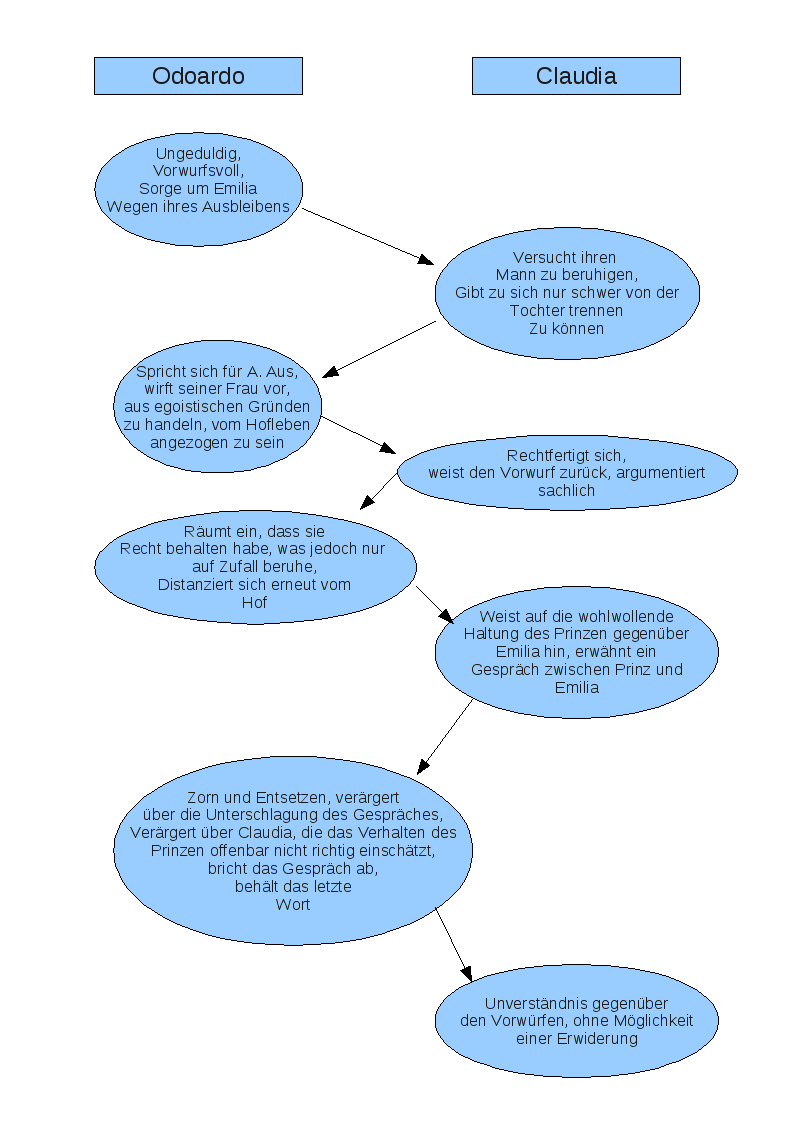 Odoardo
Claudia
Ungeduldig,
Vorwurfsvoll,
Sorge um Emilia
Wegen ihres Ausbleibens
Versucht ihren
Mann zu beruhigen,
Gibt zu sich nur schwer von der
Tochter trennen
Zu können
Spricht sich für A. Aus,
wirft seiner Frau vor,
aus egoistischen Gründen
zu handeln, vom Hofleben
angezogen zu sein
Rechtfertigt sich,
weist den Vorwurf zurück, argumentiert
sachlich
Räumt ein, dass sie
Recht behalten habe, was jedoch nur
auf Zufall beruhe,
Distanziert sich erneut vom
Hof
Weist auf die wohlwollende
Haltung des Prinzen gegenüber
Emilia hin, erwähnt ein
Gespräch zwischen Prinz und
Emilia
Zorn und Entsetzen, verärgert
über die Unterschlagung des Gespräches,
Verärgert über Claudia, die das Verhalten des
Prinzen offenbar nicht richtig einschätzt,
bricht das Gespräch ab,
behält das letzte
Wort
Unverständnis gegenüber
den Vorwürfen, ohne Möglichkeit
einer Erwiderung